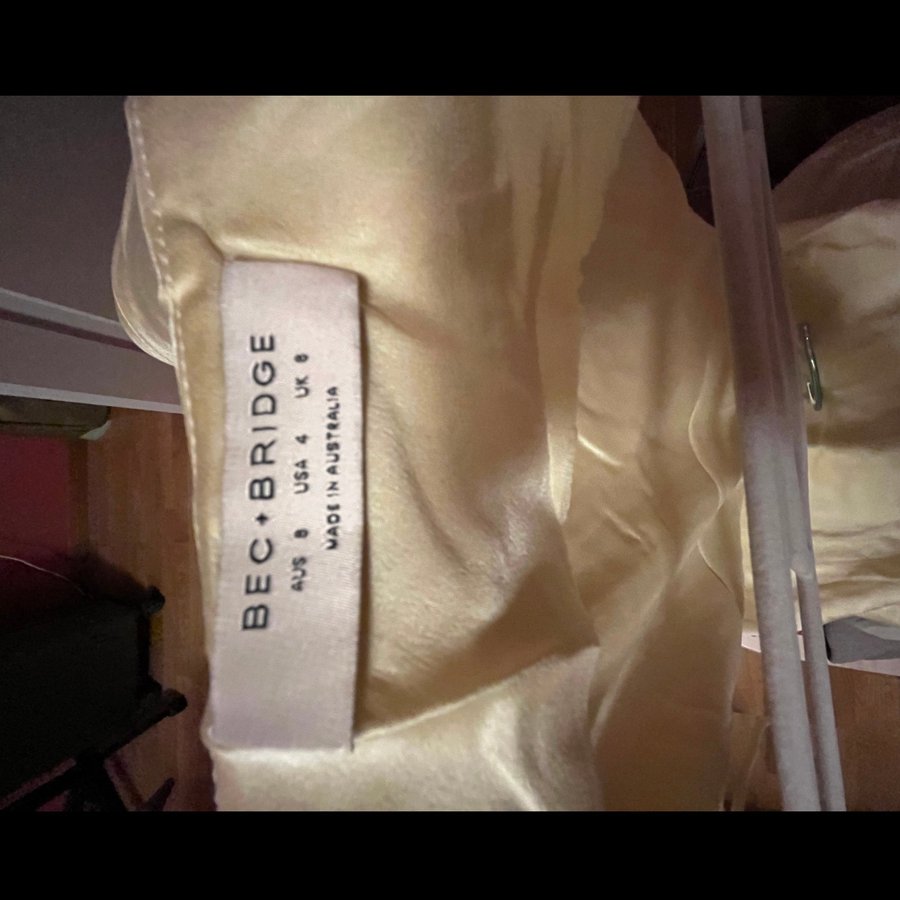 BEC+BRIDGE
AUS 8 USA 4 UK 8
MADE IN AUSTRALIA